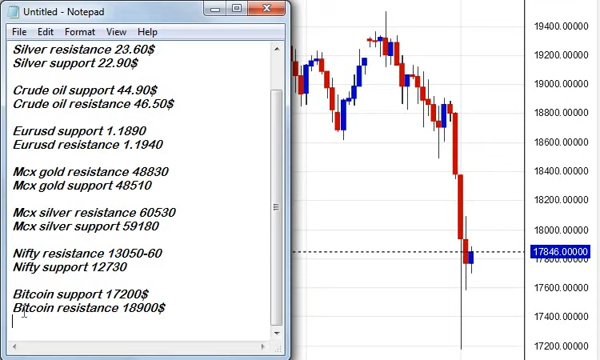 Untitled - Notepad
File Edit Format View Help
Silver resistance 23.60$
Silver support 22.90$
Crude oil support 44.90$
Crude oil resistance 46.50$
Eurusd support 1.1890
Eurusd resistance 1.1940
Mcx gold resistance 48830
Mcx gold support 48510
Mcx silver resistance 60530
Mcx silver support 59180
Nifty resistance 13050-60
Nifty support 12730
Bitcoin support 17200$
Bitcoin resistance 18900$
19400.00000
19200.00000
19000.00000
18800.00000
18600.00000
18400.00000
18200.00000
18000.00000
17846.00000
17800.00000
17600.00000
17400.00000
17200.00000